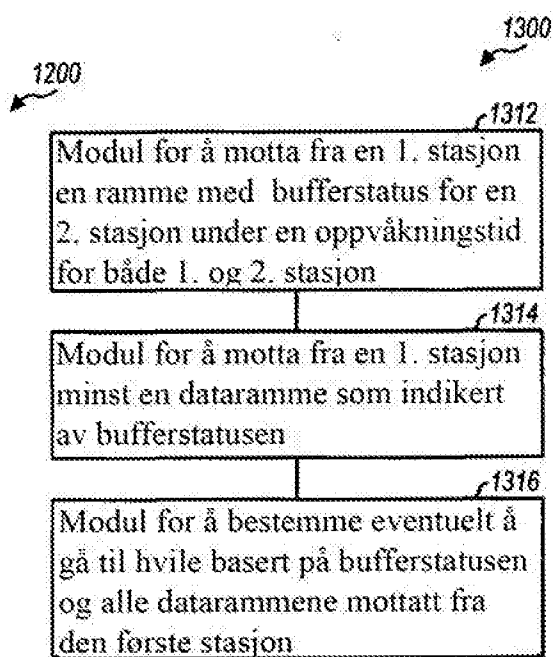 1300
1200
1312
Modul for å motta fra en 1. stasjon
en ramme med bufferstatus for en
2. stasjon under en oppvåkningstid
for både 1. og 2. stasjon
1314
Modul for å motta fra en 1. stasjon
minst en dataramme som indikert
av bufferstatusen
1316
Modul for å bestemme eventuelt å
gå til hvile basert på bufferstatusen
og alle datarammene mottatt fra
den første stasjon